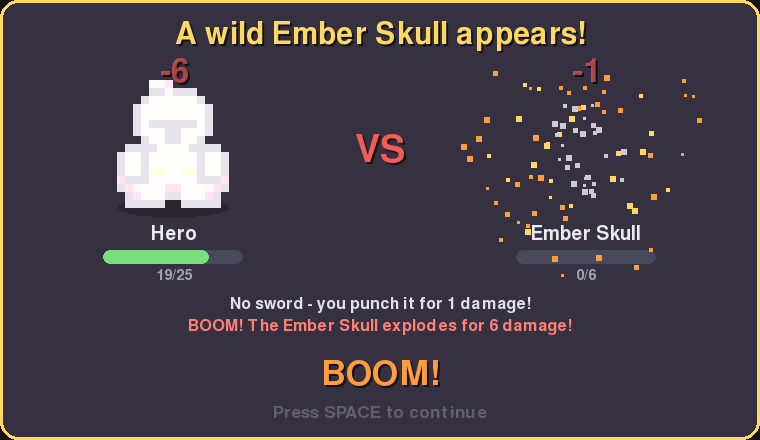 A wild Ember Skull appears!
-6
-1
VS
Hero
Ember Skull
19/25
0/6
No sword - you punch it for 1 damage!
BOOM! The Ember Skull explodes for 6 damage!
BOOM!
Press SPACE to continue